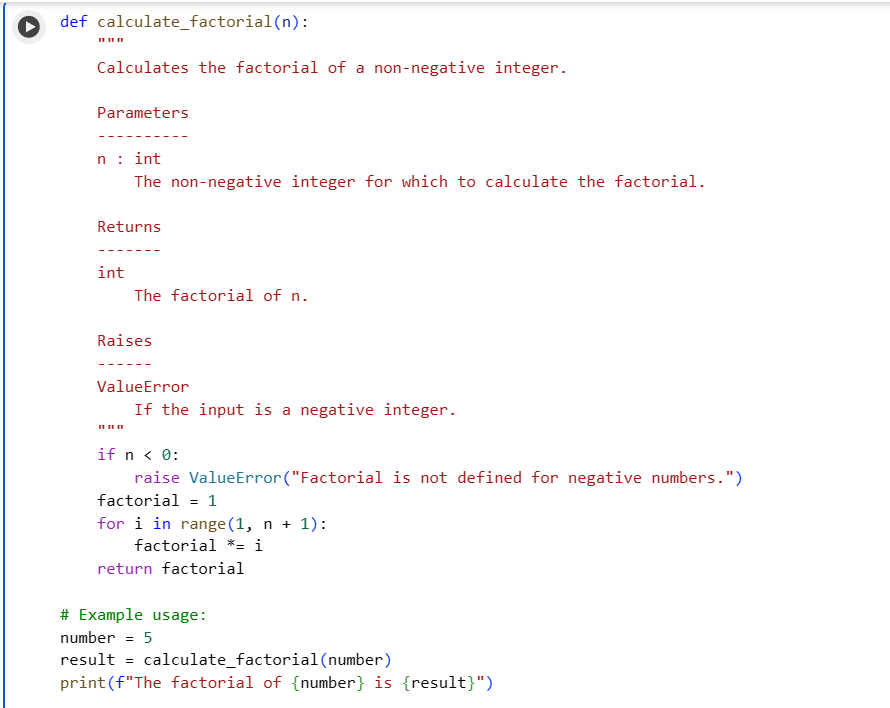 def calculate_factorial(n):
    """
    Calculates the factorial of a non-negative integer.

    Parameters
    ----------
    n : int
        The non-negative integer for which to calculate the factorial.

    Returns
    -------
    int
        The factorial of n.

    Raises
    ------
    ValueError
        If the input is a negative integer.
    """
    if n < 0:
        raise ValueError("Factorial is not defined for negative numbers.")
    factorial = 1
    for i in range(1, n + 1):
        factorial *= i
    return factorial

# Example usage:
number = 5
result = calculate_factorial(number)
print(f"The factorial of {number} is {result}")